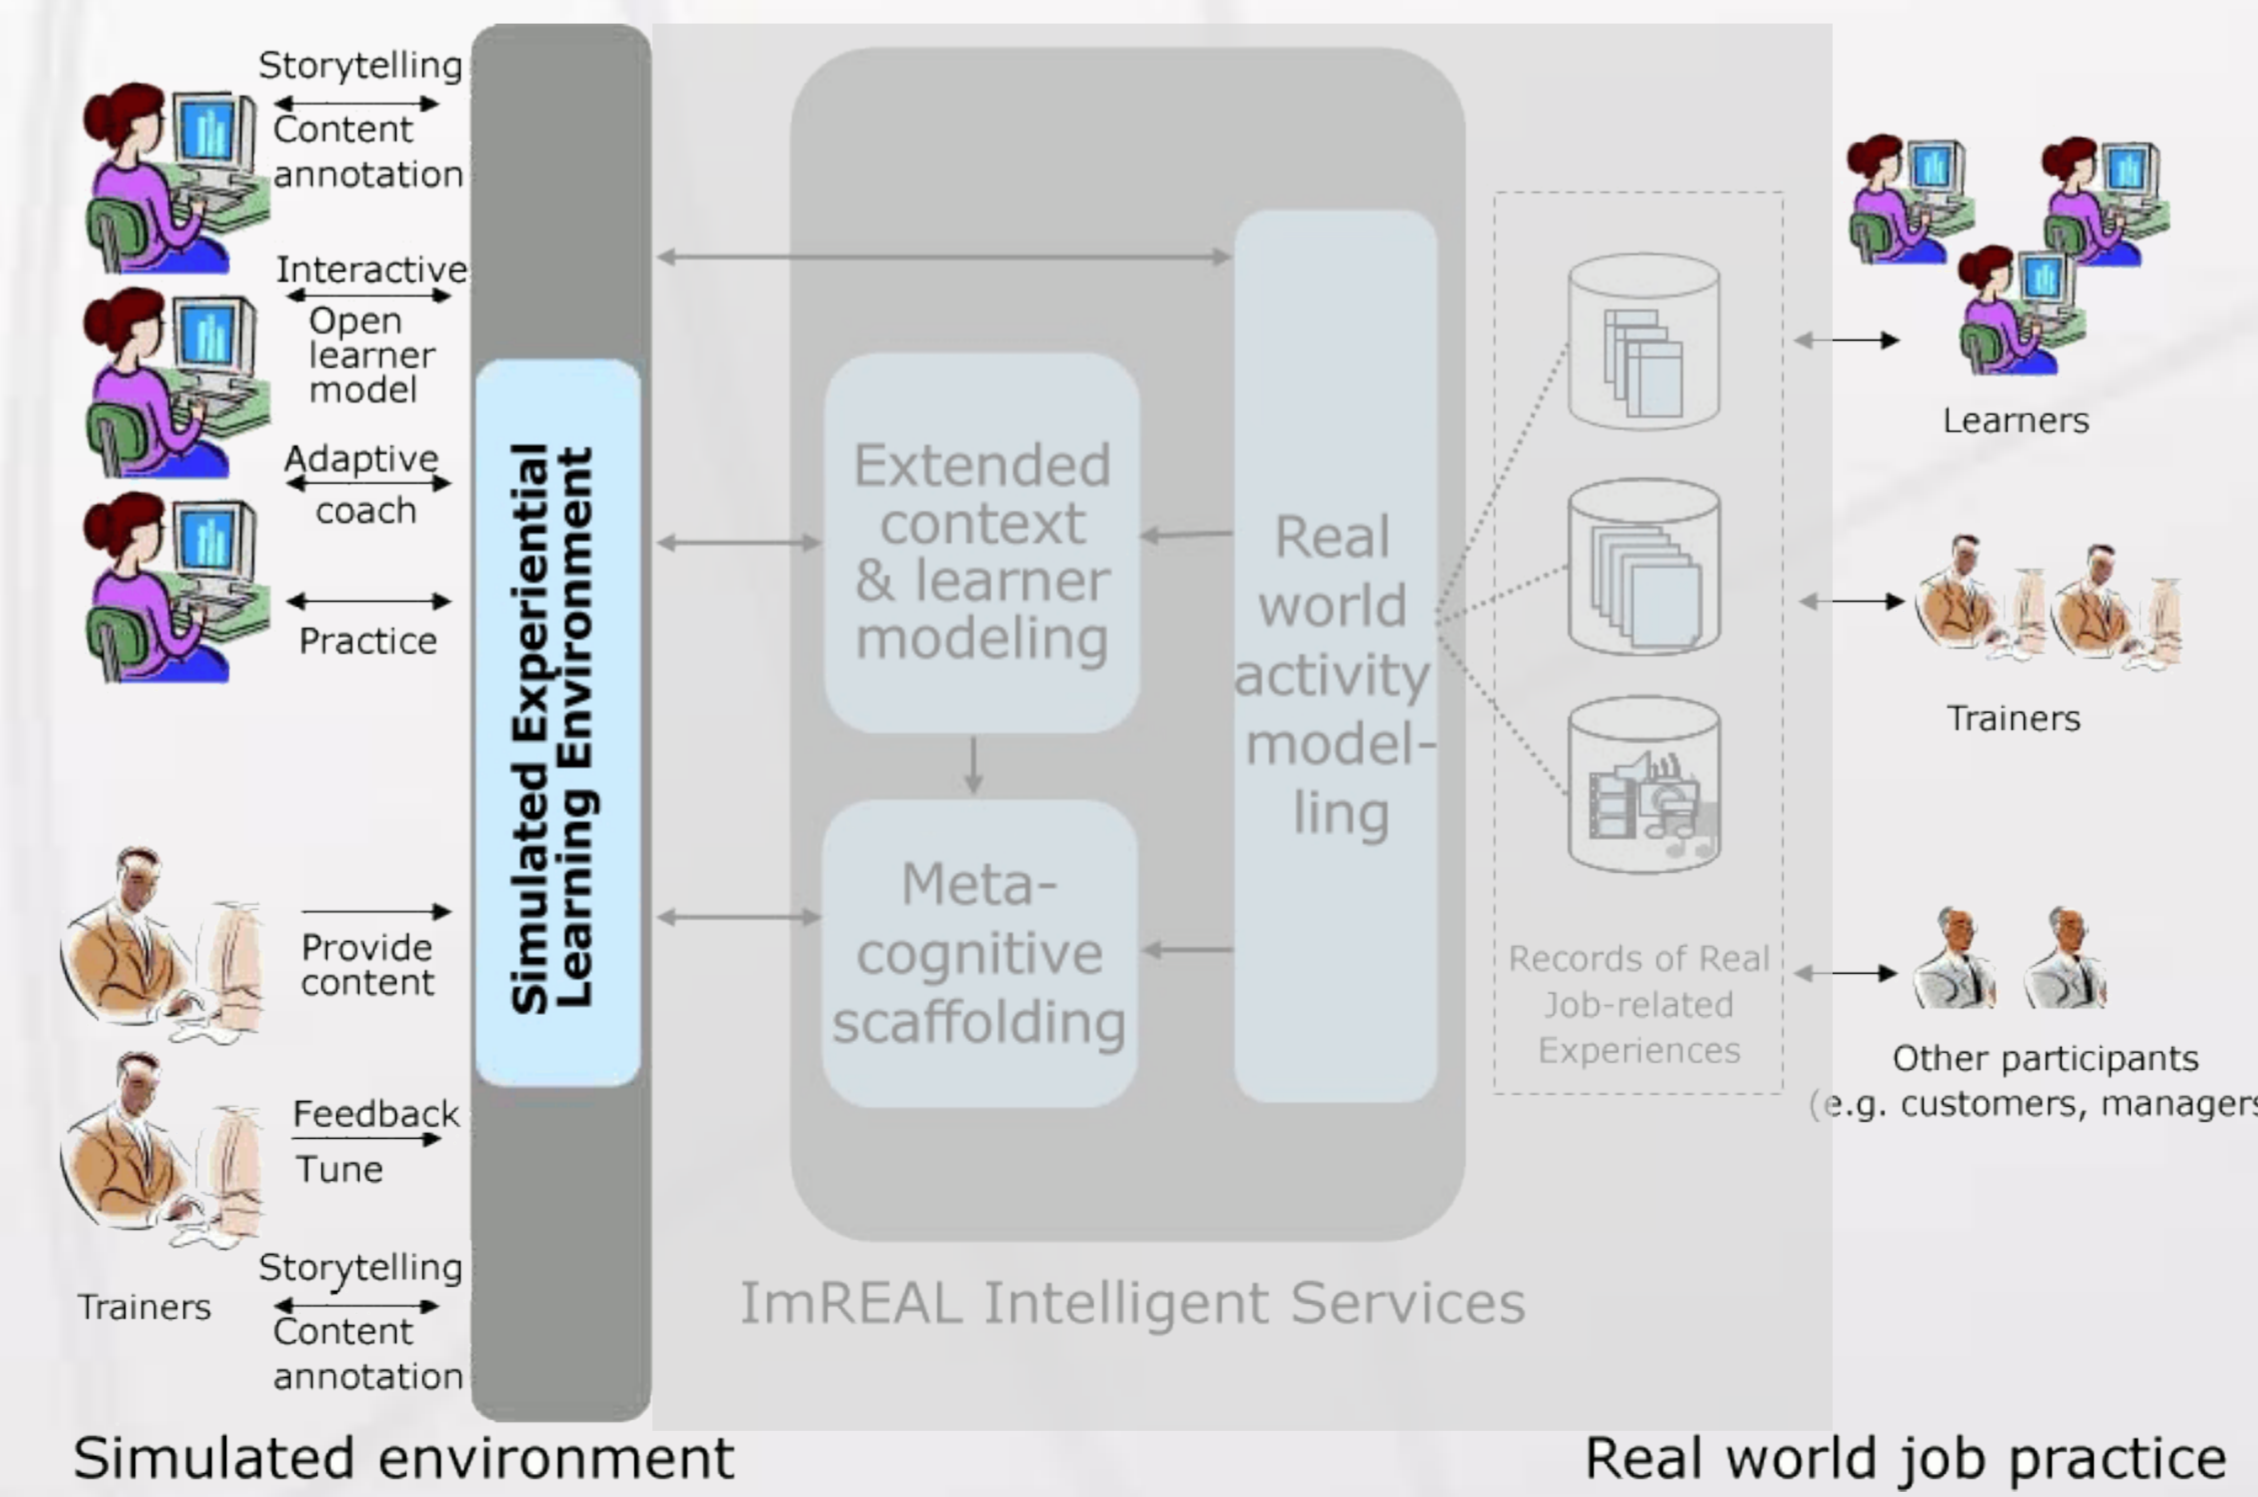 Storytelling
Content
annotation
Interactive
Open
learner
model
Adaptive
coach
Practice
Provide
content
Feedback
Tune
Storytelling
Trainers
Content
annotation
Simulated Experiential
Learning Environment
Extended
context
& learner
modeling
Meta-
cognitive
scaffolding
Real
world
activity
model-
ling
Records of Real
Job-related
Experiences
ImREAL Intelligent Services
Learners
Trainers
Other participants
(e.g. customers, managers
Simulated environment
Real world job practice